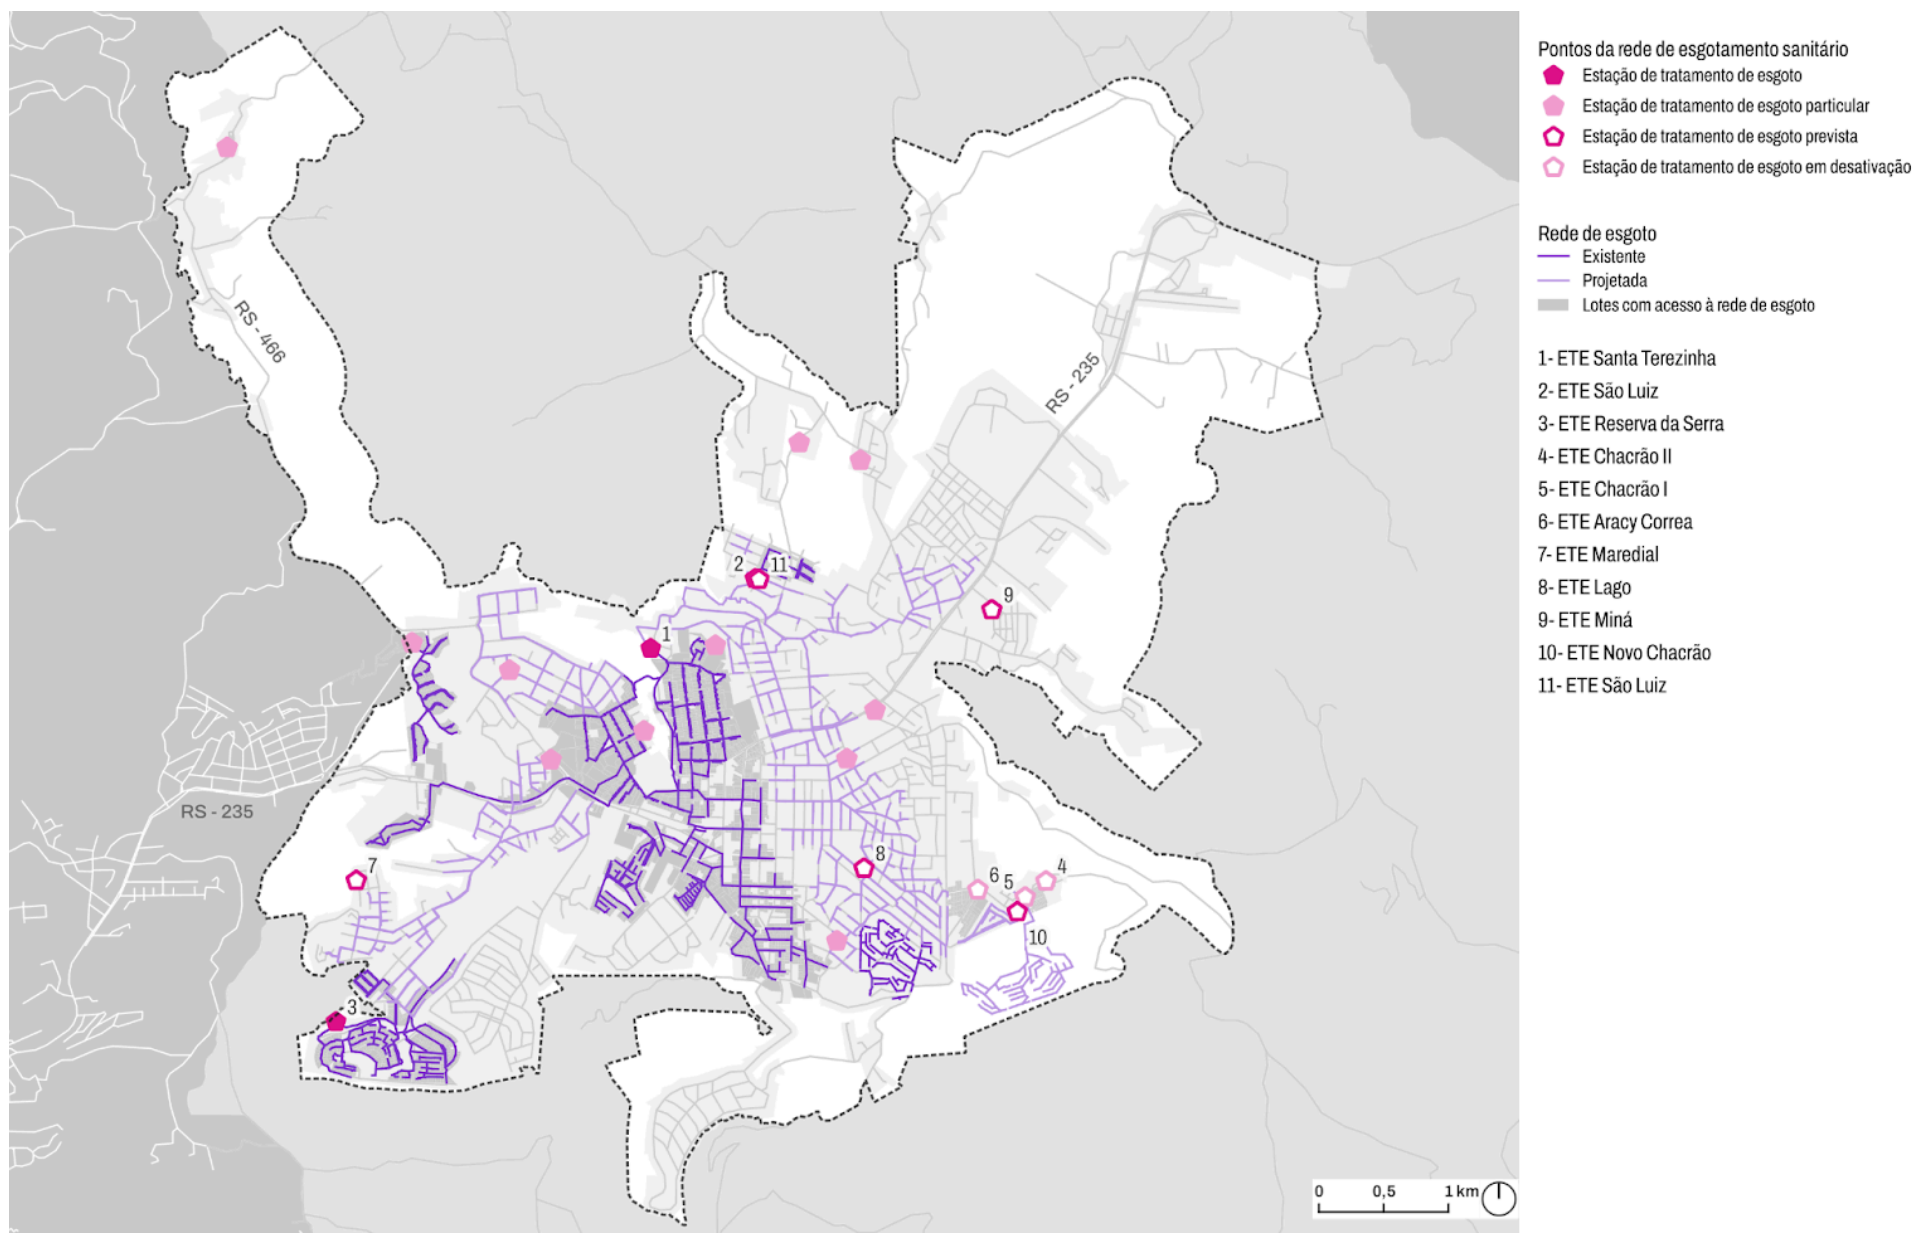 Pontos da rede de esgotamento sanitário
Estação de tratamento de esgoto
Estação de tratamento de esgoto particular
Estação de tratamento de esgoto prevista
Estação de tratamento de esgoto em desativação
Rede de esgoto
Existente
Projetada
Lotes com acesso à rede de esgoto
1- ETE Santa Terezinha
2- ETE São Luiz
3- ETE Reserva da Serra
4- ETE Chacrão II
5- ETE Chacrão I
6- ETE Aracy Correa
7- ETE Maredial
8- ETE Lago
9- ETE Miná
10- ETE Novo Chacrão
11- ETE São Luiz
RS - 466
RS - 235
2
11
9
1
RS - 235
7
8
6
5
4
10
3
0
0,5
1 km